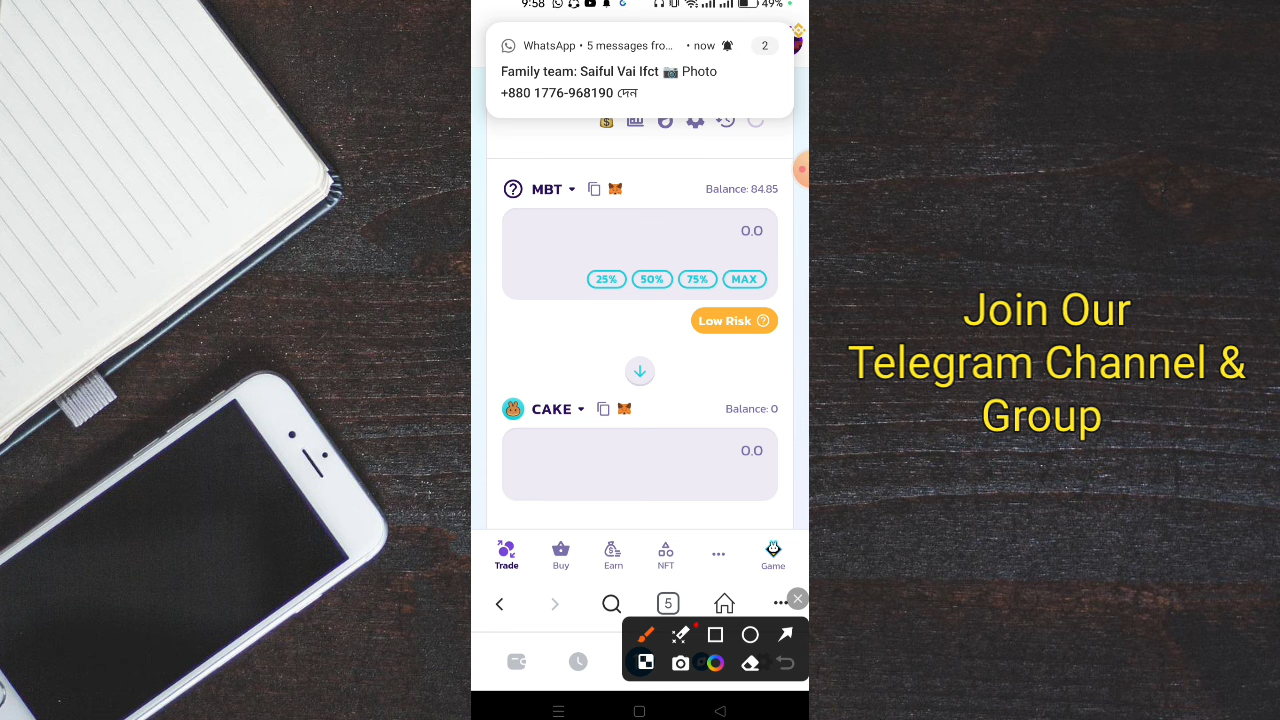 9:58
49%
WhatsApp • 5 messages fro... • now
2
Family team: Saiful Vai Ifct 📷 Photo
+880 1776-968190 দেন
MBT
Balance: 84.85
0.0
25% 50% 75% MAX
Low Risk
CAKE
Balance: 0
0.0
Trade Buy Earn NFT Game
5
Join Our
Telegram Channel &
Group